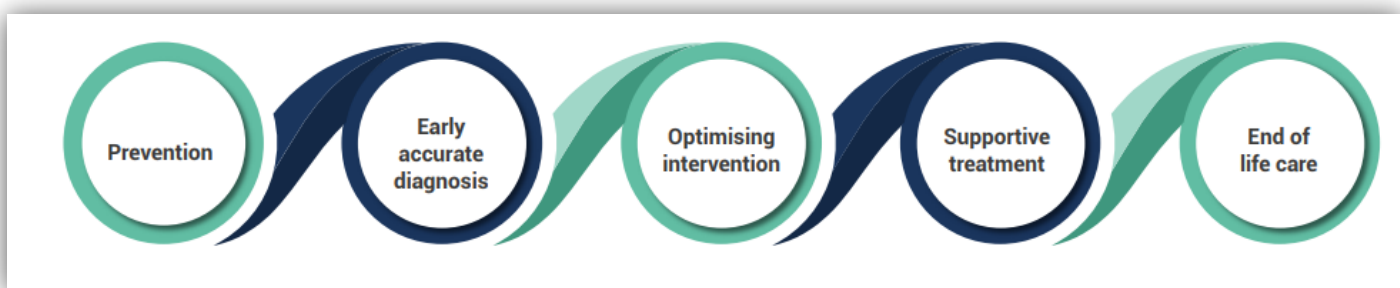 Prevention
Early
accurate
diagnosis
Optimising
intervention
Supportive
treatment
End of
life care